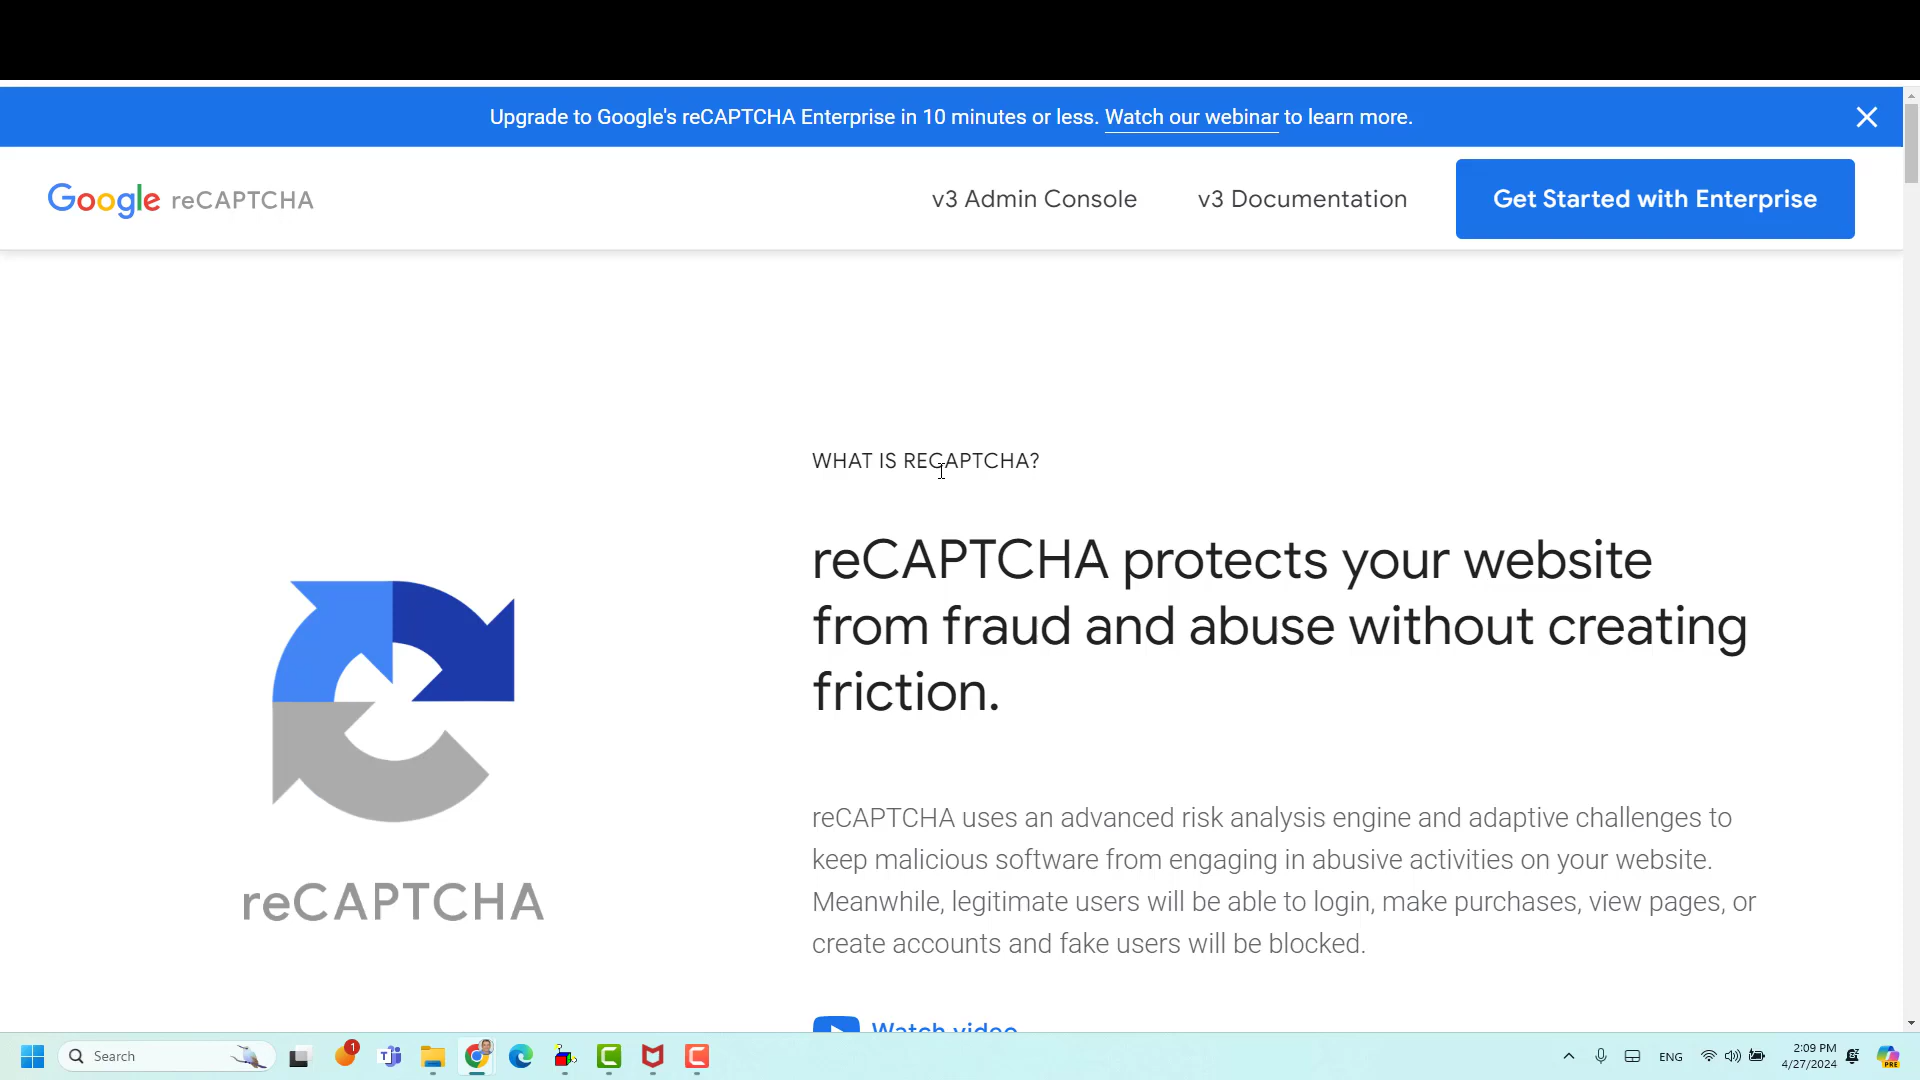 Upgrade to Google's reCAPTCHA Enterprise in 10 minutes or less. Watch our webinar to learn more.
Google reCAPTCHA
v3 Admin Console
v3 Documentation
Get Started with Enterprise
WHAT IS RECAPTCHA?
reCAPTCHA protects your website
from fraud and abuse without creating
friction.
reCAPTCHA
reCAPTCHA uses an advanced risk analysis engine and adaptive challenges to
keep malicious software from engaging in abusive activities on your website.
Meanwhile, legitimate users will be able to login, make purchases, view pages, or
create accounts and fake users will be blocked.
Watch video
Search
1
ENG
2:09 PM
4/27/2024
PRE